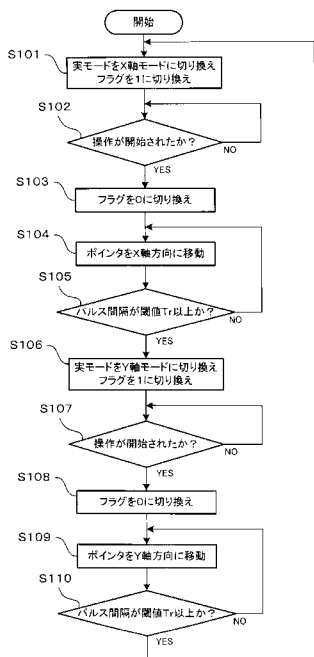 開始
S101
実モードをX軸モードに切り換え
フラグを1に切り換え
S102
操作が開始されたか?
NO
YES
S103
フラグを0に切り換え
S104
ポインタをX軸方向に移動
S105
パルス間隔が閾値Tr以上か?
NO
YES
S106
実モードをY軸モードに切り換え
フラグを1に切り換え
S107
操作が開始されたか?
NO
YES
S108
フラグを0に切り換え
S109
ポインタをY軸方向に移動
S110
パルス間隔が閾値Tr以上か?
NO
YES